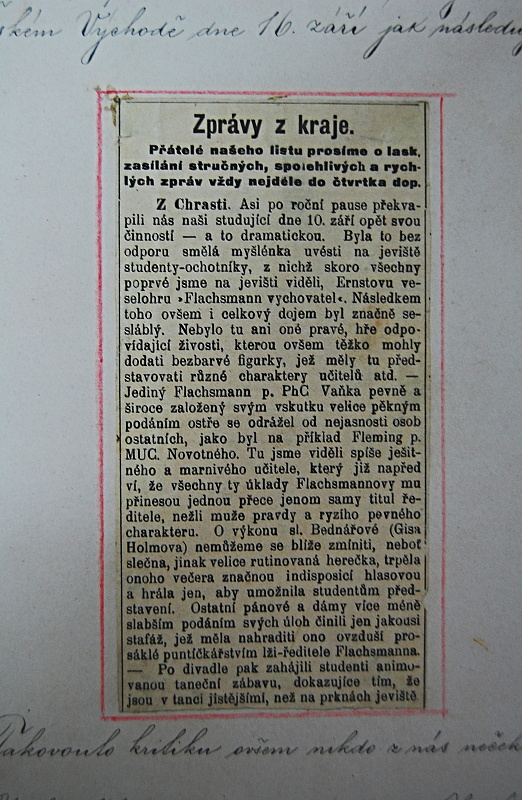 ském Východě dne 16. září jak následuj
Zprávy z kraje.
Přátelé našeho listu prosíme o lask.
zasílání stručných, spolehlivých a rych-
lých zpráv vždy nejdéle do čtvrtka dop.
Z Chrasti. Asi po roční pause překva-
pili nás naši studující dne 10. září opět svou
činností — a to dramatickou. Byla to bez
odporu smělá myšlénka uvésti na jeviště
studenty-ochotníky, z nichž skoro všechny
poprvé jsme na jevišti viděli, Ernstovu ve-
selohru »Flachsmann vychovatel«. Následkem
toho ovšem i celkový dojem byl značně se-
sláblý. Nebylo tu ani oné pravé, hře odpo-
vídající živosti, kterou ovšem těžko mohly
dodati bezbarvé figurky, jež měly tu před-
stavovati různé charaktery učitelů atd. —
Jediný Flachsmann p. PhC Vaňka pevně a
široce založený svým vskutku velice pěkným
podáním ostře se odrážel od nejasnosti osob
ostatních, jako byl na příklad Fleming p.
MUC. Novotného. Tu jsme viděli spíše ješit-
ného a marnivého učitele, který již napřed
ví, že všechny ty úklady Flachsmannovy mu
přinesou jednou přece jenom samy titul ře-
ditele, nežli muže pravdy a ryzího pevného
charakteru. O výkonu sl. Bednářové (Gisa
Holmova) nemůžeme se blíže zmíniti, neboť
slečna, jinak velice rutinovaná herečka, trpěla
onoho večera značnou indisposicí hlasovou
a hrála jen, aby umožnila studentům před-
stavení. Ostatní pánové a dámy více méně
slabším podáním svých úloh činili jen jakousi
stafáž, jež měla nahraditi ono ovzduší pro-
sáklé puntíčkářstvím lži-ředitele Flachsmanna.
— Po divadle pak zahájili studenti animo-
vanou taneční zábavu, dokazujíce tím, že
jsou v tanci jistějšími, než na prknách jeviště
Takovouto kritiku ovšem nikdo z nás neček